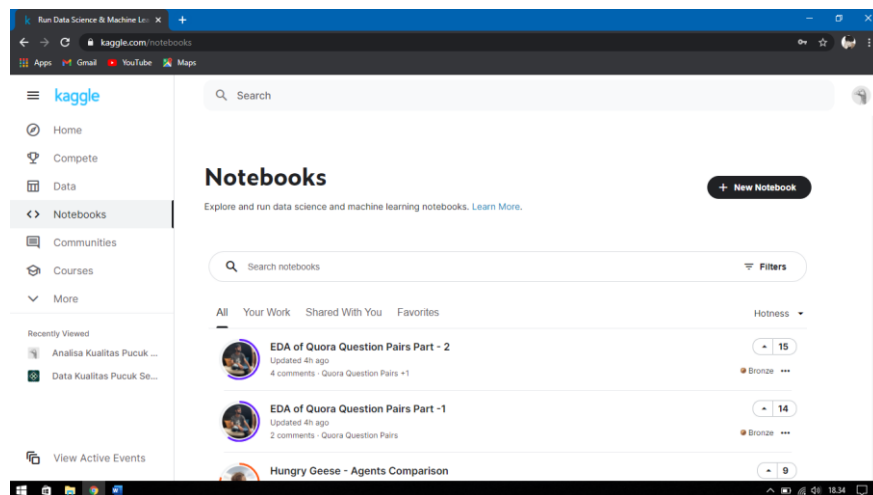 k Run Data Science & Machine Lea
kaggle.com/notebooks
Apps Gmail YouTube Maps
kaggle
Search
Home
Compete
Data
Notebooks
Communities
Courses
More
Recently Viewed
Analisa Kualitas Pucuk ...
Data Kualitas Pucuk Se...
View Active Events
Notebooks
+ New Notebook
Explore and run data science and machine learning notebooks. Learn More.
Search notebooks
Filters
All Your Work Shared With You Favorites
Hotness
EDA of Quora Question Pairs Part - 2
15
Updated 4h ago
4 comments · Quora Question Pairs +1
Bronze
EDA of Quora Question Pairs Part -1
14
Updated 4h ago
2 comments · Quora Question Pairs
Bronze
Hungry Geese - Agents Comparison
9
18.34